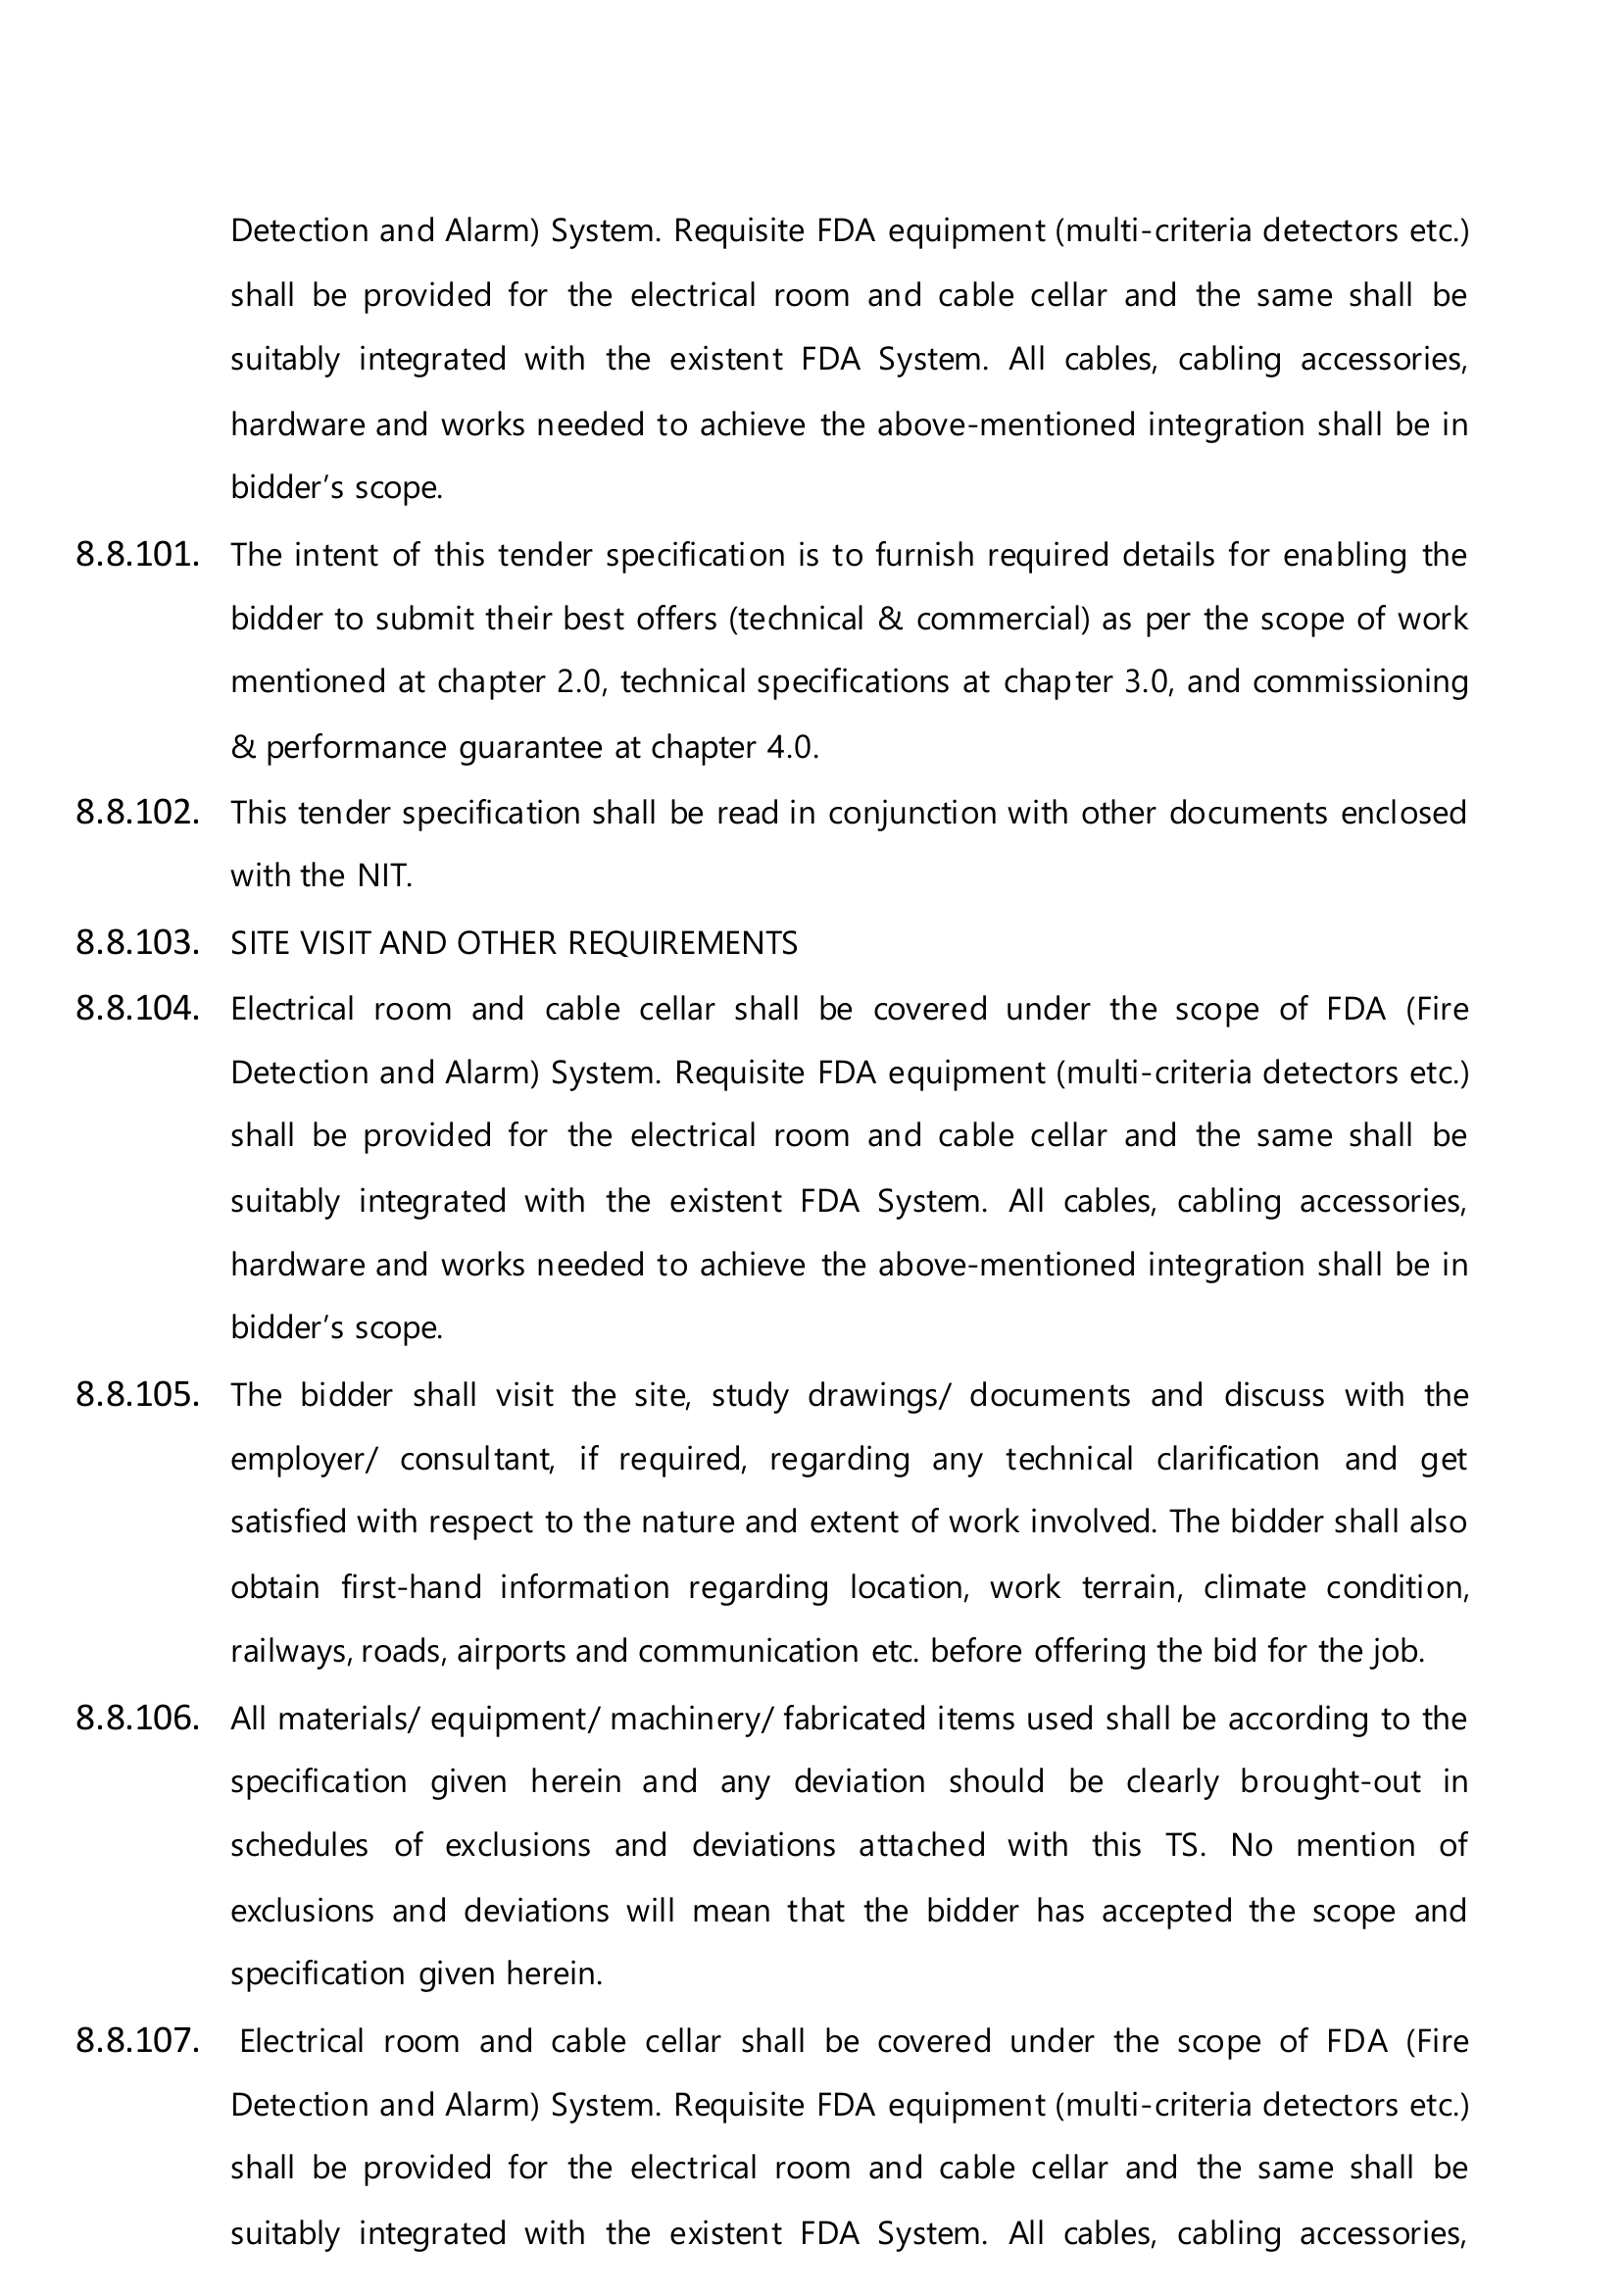 Detection and Alarm) System. Requisite FDA equipment (multi-criteria detectors etc.)
shall be provided for the electrical room and cable cellar and the same shall be
suitably integrated with the existent FDA System. All cables, cabling accessories,
hardware and works needed to achieve the above-mentioned integration shall be in
bidder’s scope.
8.8.101. The intent of this tender specification is to furnish required details for enabling the
bidder to submit their best offers (technical & commercial) as per the scope of work
mentioned at chapter 2.0, technical specifications at chapter 3.0, and commissioning
& performance guarantee at chapter 4.0.
8.8.102. This tender specification shall be read in conjunction with other documents enclosed
with the NIT.
8.8.103. SITE VISIT AND OTHER REQUIREMENTS
8.8.104. Electrical room and cable cellar shall be covered under the scope of FDA (Fire
Detection and Alarm) System. Requisite FDA equipment (multi-criteria detectors etc.)
shall be provided for the electrical room and cable cellar and the same shall be
suitably integrated with the existent FDA System. All cables, cabling accessories,
hardware and works needed to achieve the above-mentioned integration shall be in
bidder’s scope.
8.8.105. The bidder shall visit the site, study drawings/ documents and discuss with the
employer/ consultant, if required, regarding any technical clarification and get
satisfied with respect to the nature and extent of work involved. The bidder shall also
obtain first-hand information regarding location, work terrain, climate condition,
railways, roads, airports and communication etc. before offering the bid for the job.
8.8.106. All materials/ equipment/ machinery/ fabricated items used shall be according to the
specification given herein and any deviation should be clearly brought-out in
schedules of exclusions and deviations attached with this TS. No mention of
exclusions and deviations will mean that the bidder has accepted the scope and
specification given herein.
8.8.107. Electrical room and cable cellar shall be covered under the scope of FDA (Fire
Detection and Alarm) System. Requisite FDA equipment (multi-criteria detectors etc.)
shall be provided for the electrical room and cable cellar and the same shall be
suitably integrated with the existent FDA System. All cables, cabling accessories,